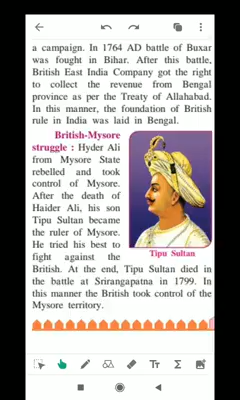 a campaign. In 1764 AD battle of Buxar
was fought in Bihar. After this battle,
British East India Company got the right
to collect the revenue from Bengal
province as per the Treaty of Allahabad.
In this manner, the foundation of British
rule in India was laid in Bengal.
British-Mysore
struggle : Hyder Ali
from Mysore State
rebelled and took
control of Mysore.
After the death of
Haider Ali, his son
Tipu Sultan became
the ruler of Mysore.
He tried his best to
fight against the
Tipu Sultan
British. At the end, Tipu Sultan died in
the battle at Srirangapatna in 1799. In
this manner the British took control of the
Mysore territory.
Tт
Σ